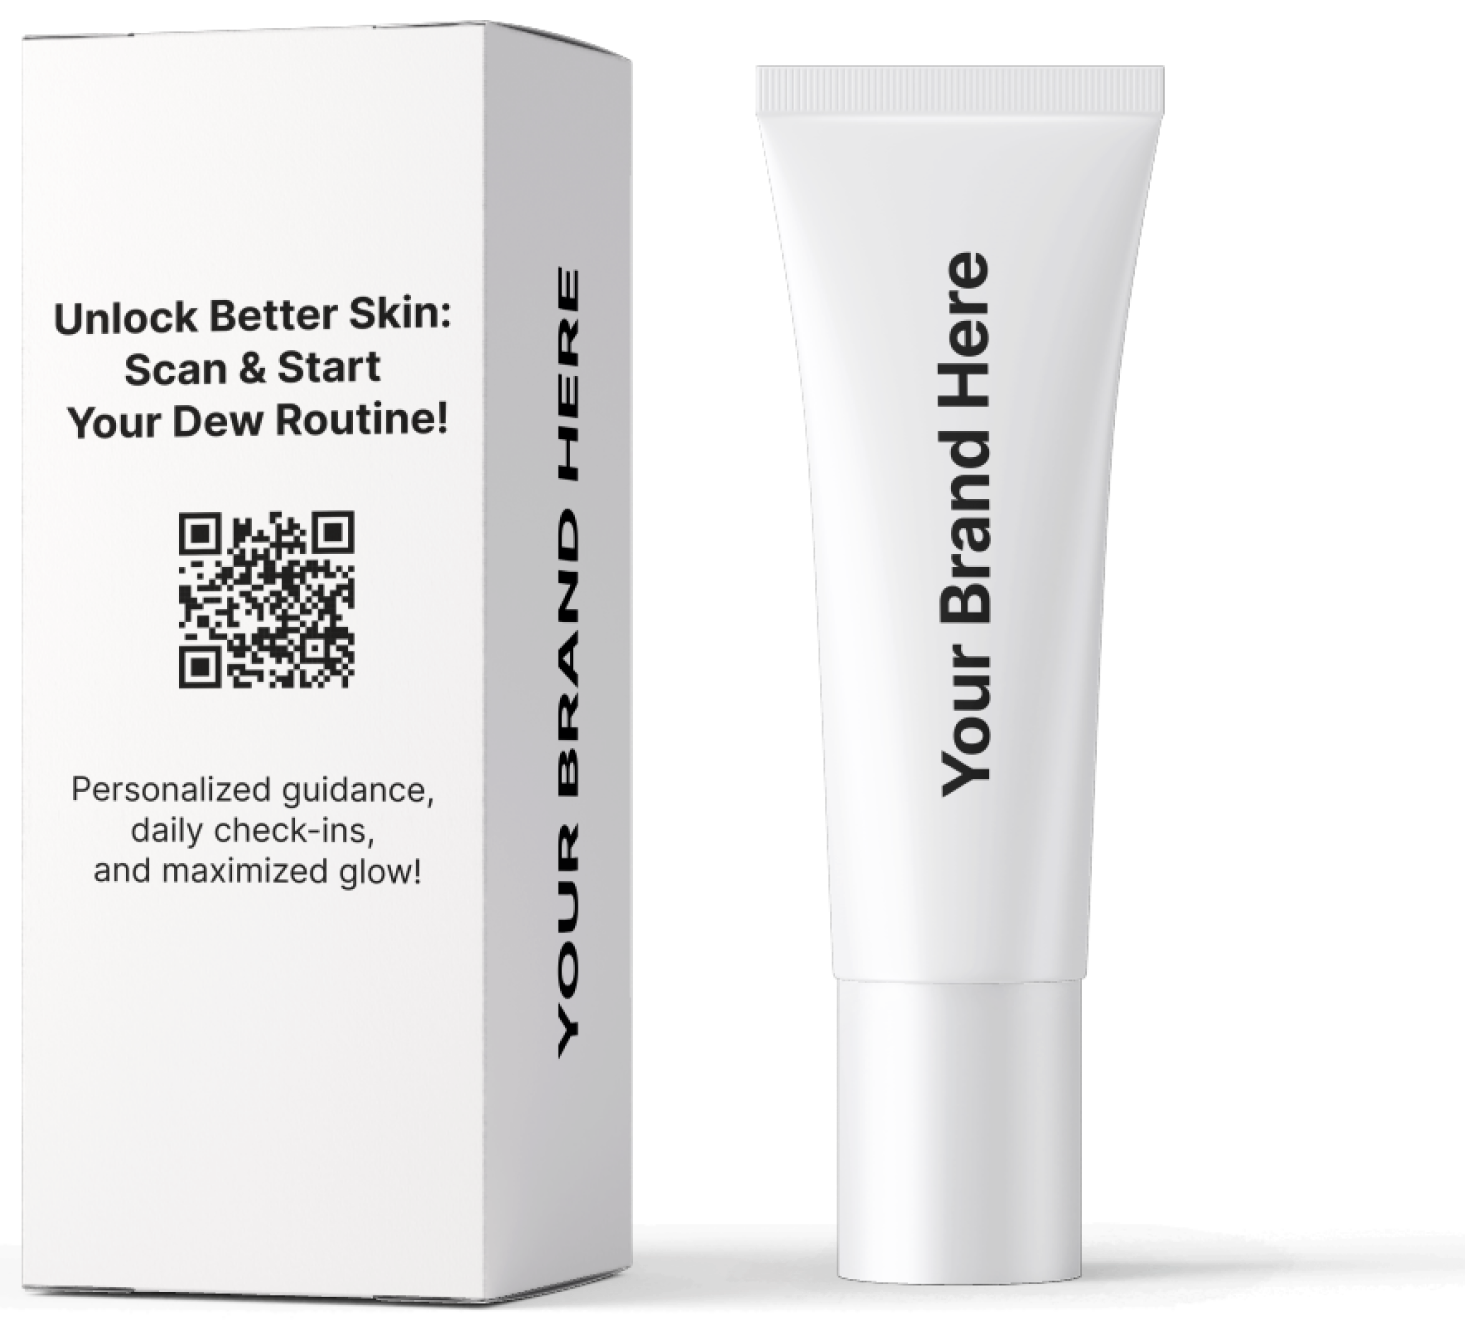 Unlock Better Skin:
Scan & Start
Your Dew Routine!
Personalized guidance,
daily check-ins,
and maximized glow!
YOUR BRAND HERE
Your Brand Here